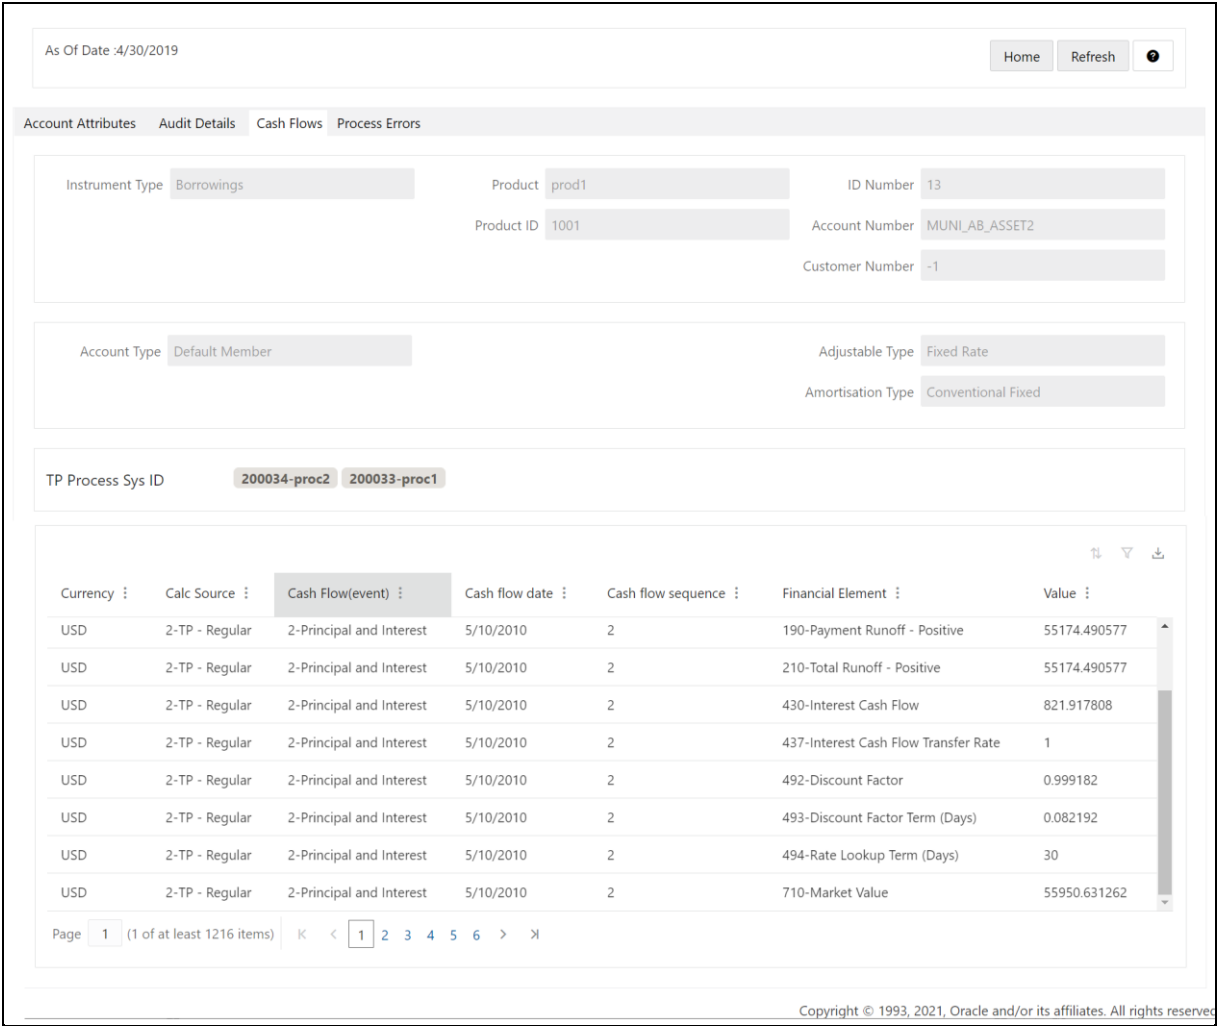 As Of Date :4/30/2019
Home Refresh ?
Account Attributes Audit Details Cash Flows Process Errors
Instrument Type Borrowings Product prod1 ID Number 13
Product ID 1001 Account Number MUNI_AB_ASSET2
Customer Number -1
Account Type Default Member Adjustable Type Fixed Rate
Amortisation Type Conventional Fixed
TP Process Sys ID 200034-proc2 200033-proc1
Currency Calc Source Cash Flow(event) Cash flow date Cash flow sequence Financial Element Value
USD 2-TP - Regular 2-Principal and Interest 5/10/2010 2 190-Payment Runoff - Positive 55174.490577
USD 2-TP - Regular 2-Principal and Interest 5/10/2010 2 210-Total Runoff - Positive 55174.490577
USD 2-TP - Regular 2-Principal and Interest 5/10/2010 2 430-Interest Cash Flow 821.917808
USD 2-TP - Regular 2-Principal and Interest 5/10/2010 2 437-Interest Cash Flow Transfer Rate 1
USD 2-TP - Regular 2-Principal and Interest 5/10/2010 2 492-Discount Factor 0.999182
USD 2-TP - Regular 2-Principal and Interest 5/10/2010 2 493-Discount Factor Term (Days) 0.082192
USD 2-TP - Regular 2-Principal and Interest 5/10/2010 2 494-Rate Lookup Term (Days) 30
USD 2-TP - Regular 2-Principal and Interest 5/10/2010 2 710-Market Value 55950.631262
Page 1 (1 of at least 1216 items) 1 2 3 4 5 6
Copyright © 1993, 2021, Oracle and/or its affiliates. All rights reserved